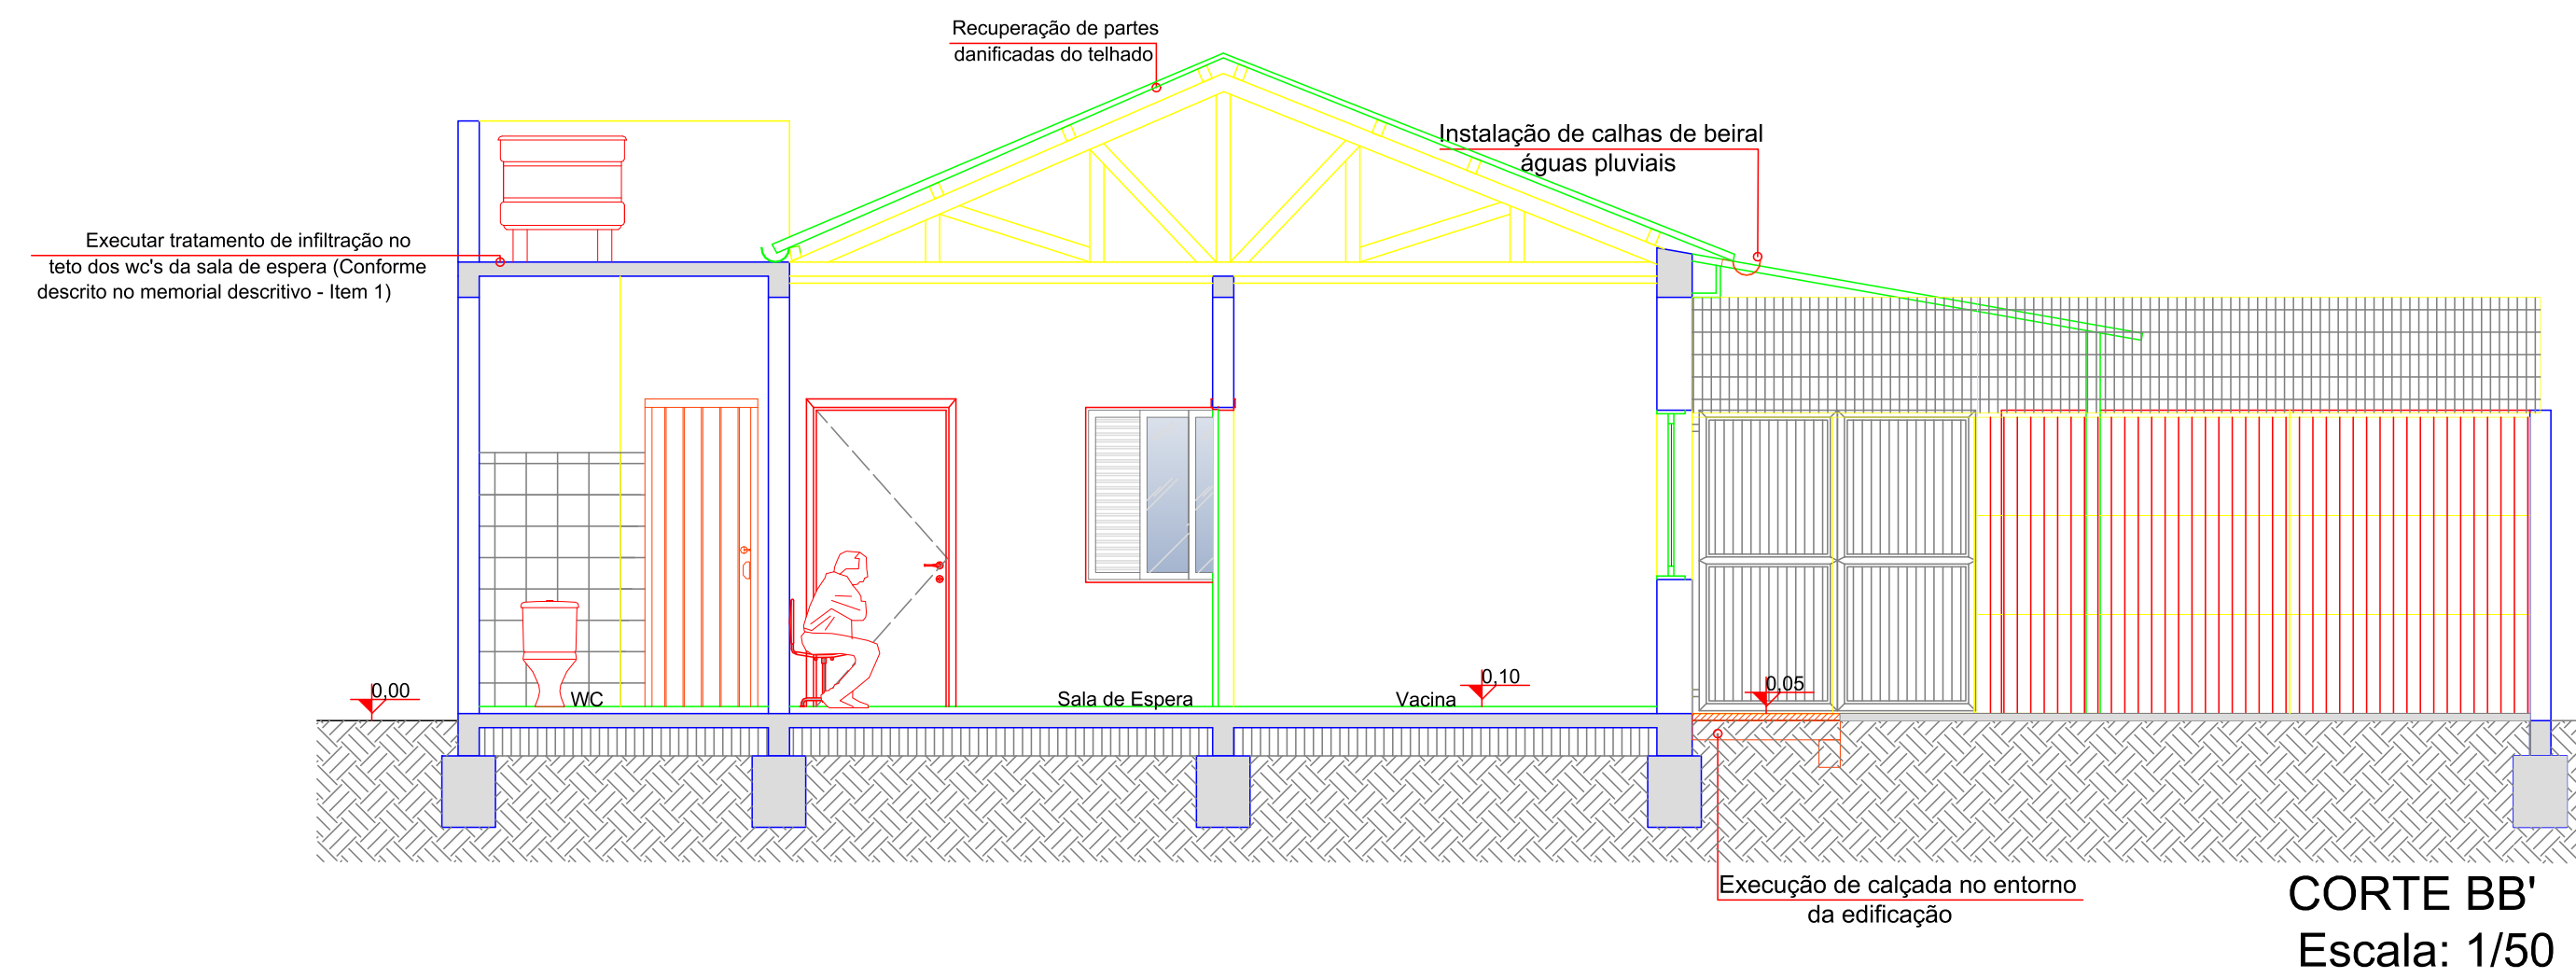 Recuperação de partes
danificadas do telhado
Instalação de calhas de beiral
águas pluviais
Executar tratamento de infiltração no
teto dos wc's da sala de espera (Conforme
descrito no memorial descritivo - Item 1)
0,00
WC
Sala de Espera
Vacina
0,10
0,05
Execução de calçada no entorno
da edificação
CORTE BB'
Escala: 1/50